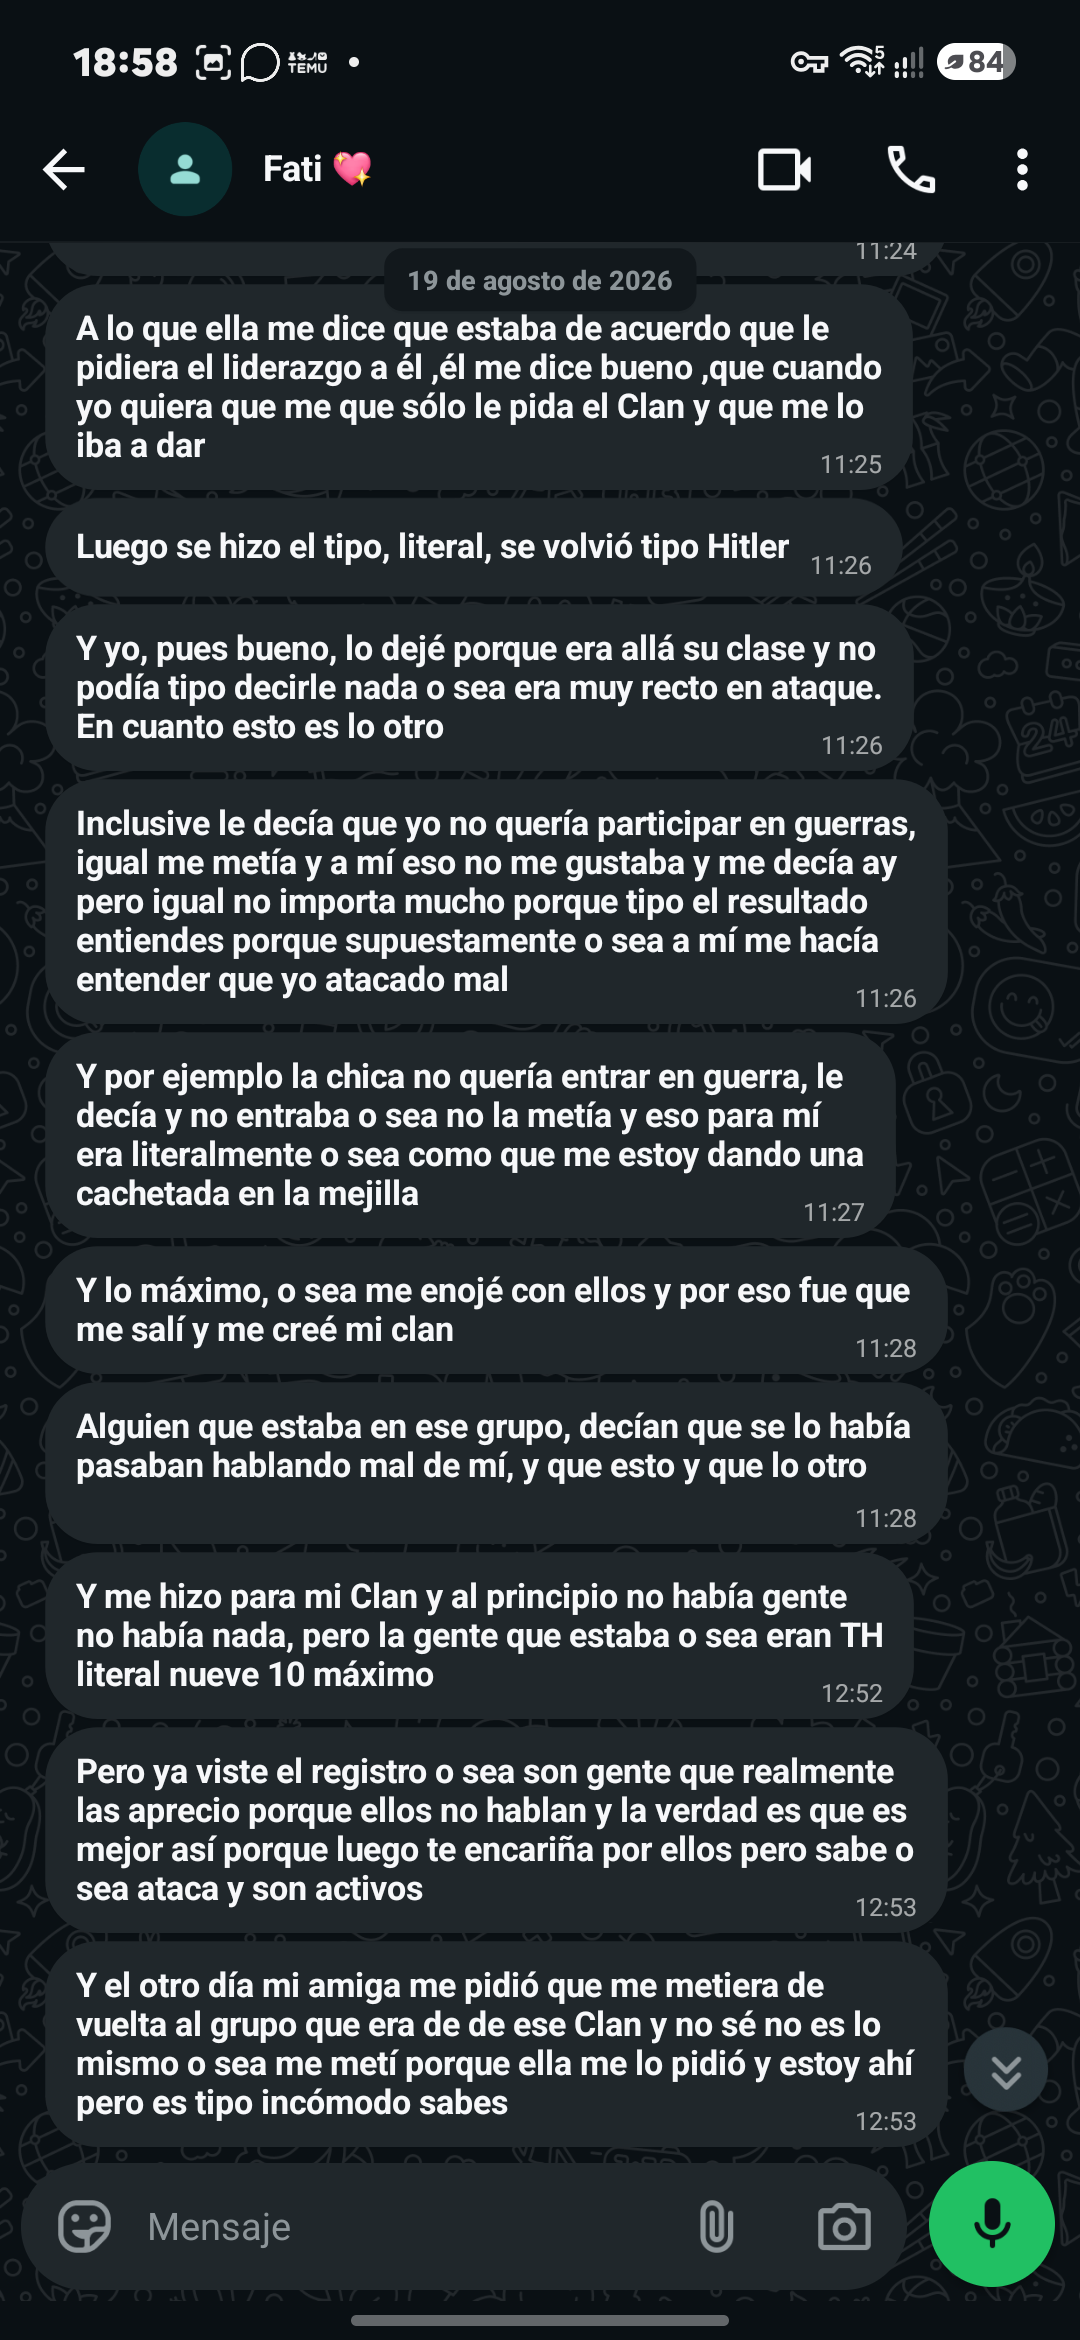 18:58
TEMU
5
84
Fati 💖
11:24
19 de agosto de 2026
A lo que ella me dice que estaba de acuerdo que le
pidiera el liderazgo a él ,él me dice bueno ,que cuando
yo quiera que me que sólo le pida el Clan y que me lo
iba a dar
11:25
Luego se hizo el tipo, literal, se volvió tipo Hitler
11:26
Y yo, pues bueno, lo dejé porque era allá su clase y no
podía tipo decirle nada o sea era muy recto en ataque.
En cuanto esto es lo otro
11:26
Inclusive le decía que yo no quería participar en guerras,
igual me metía y a mí eso no me gustaba y me decía ay
pero igual no importa mucho porque tipo el resultado
entiendes porque supuestamente o sea a mí me hacía
entender que yo atacado mal
11:26
Y por ejemplo la chica no quería entrar en guerra, le
decía y no entraba o sea no la metía y eso para mí
era literalmente o sea como que me estoy dando una
cachetada en la mejilla
11:27
Y lo máximo, o sea me enojé con ellos y por eso fue que
me salí y me creé mi clan
11:28
Alguien que estaba en ese grupo, decían que se lo había
pasaban hablando mal de mí, y que esto y que lo otro
11:28
Y me hizo para mi Clan y al principio no había gente
no había nada, pero la gente que estaba o sea eran TH
literal nueve 10 máximo
12:52
Pero ya viste el registro o sea son gente que realmente
las aprecio porque ellos no hablan y la verdad es que es
mejor así porque luego te encariña por ellos pero sabe o
sea ataca y son activos
12:53
Y el otro día mi amiga me pidió que me metiera de
vuelta al grupo que era de de ese Clan y no sé no es lo
mismo o sea me metí porque ella me lo pidió y estoy ahí
pero es tipo incómodo sabes
12:53
Mensaje